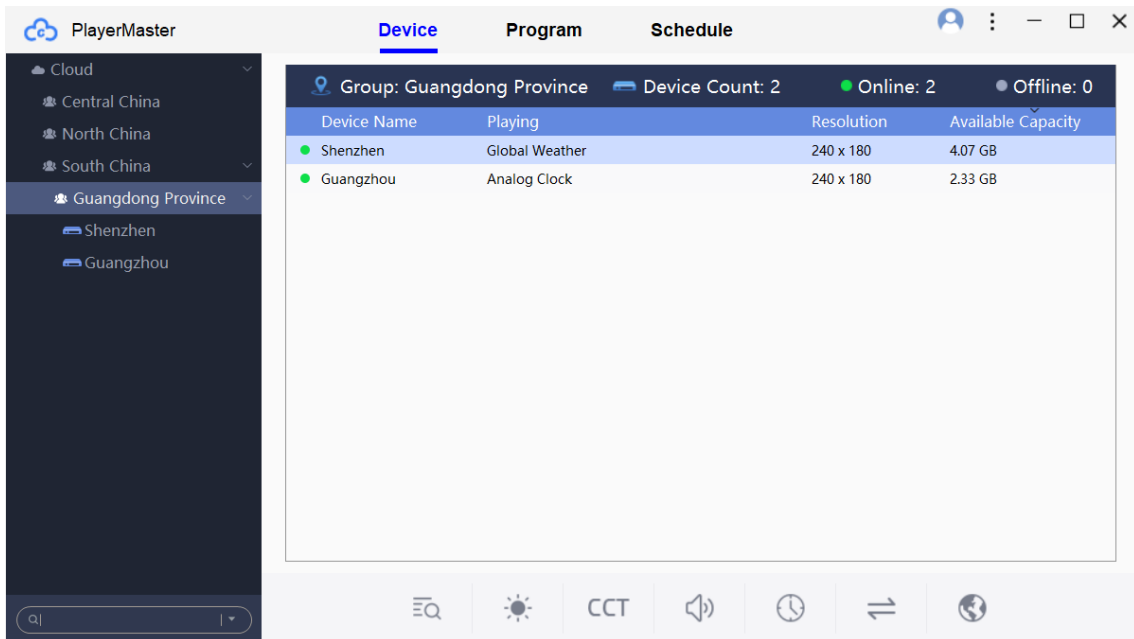 PlayerMaster
Device Program Schedule
Cloud
Central China
North China
South China
Guangdong Province
Shenzhen
Guangzhou
Group: Guangdong Province Device Count: 2 Online: 2 Offline: 0
Device Name Playing Resolution Available Capacity
Shenzhen Global Weather 240 x 180 4.07 GB
Guangzhou Analog Clock 240 x 180 2.33 GB
CCT